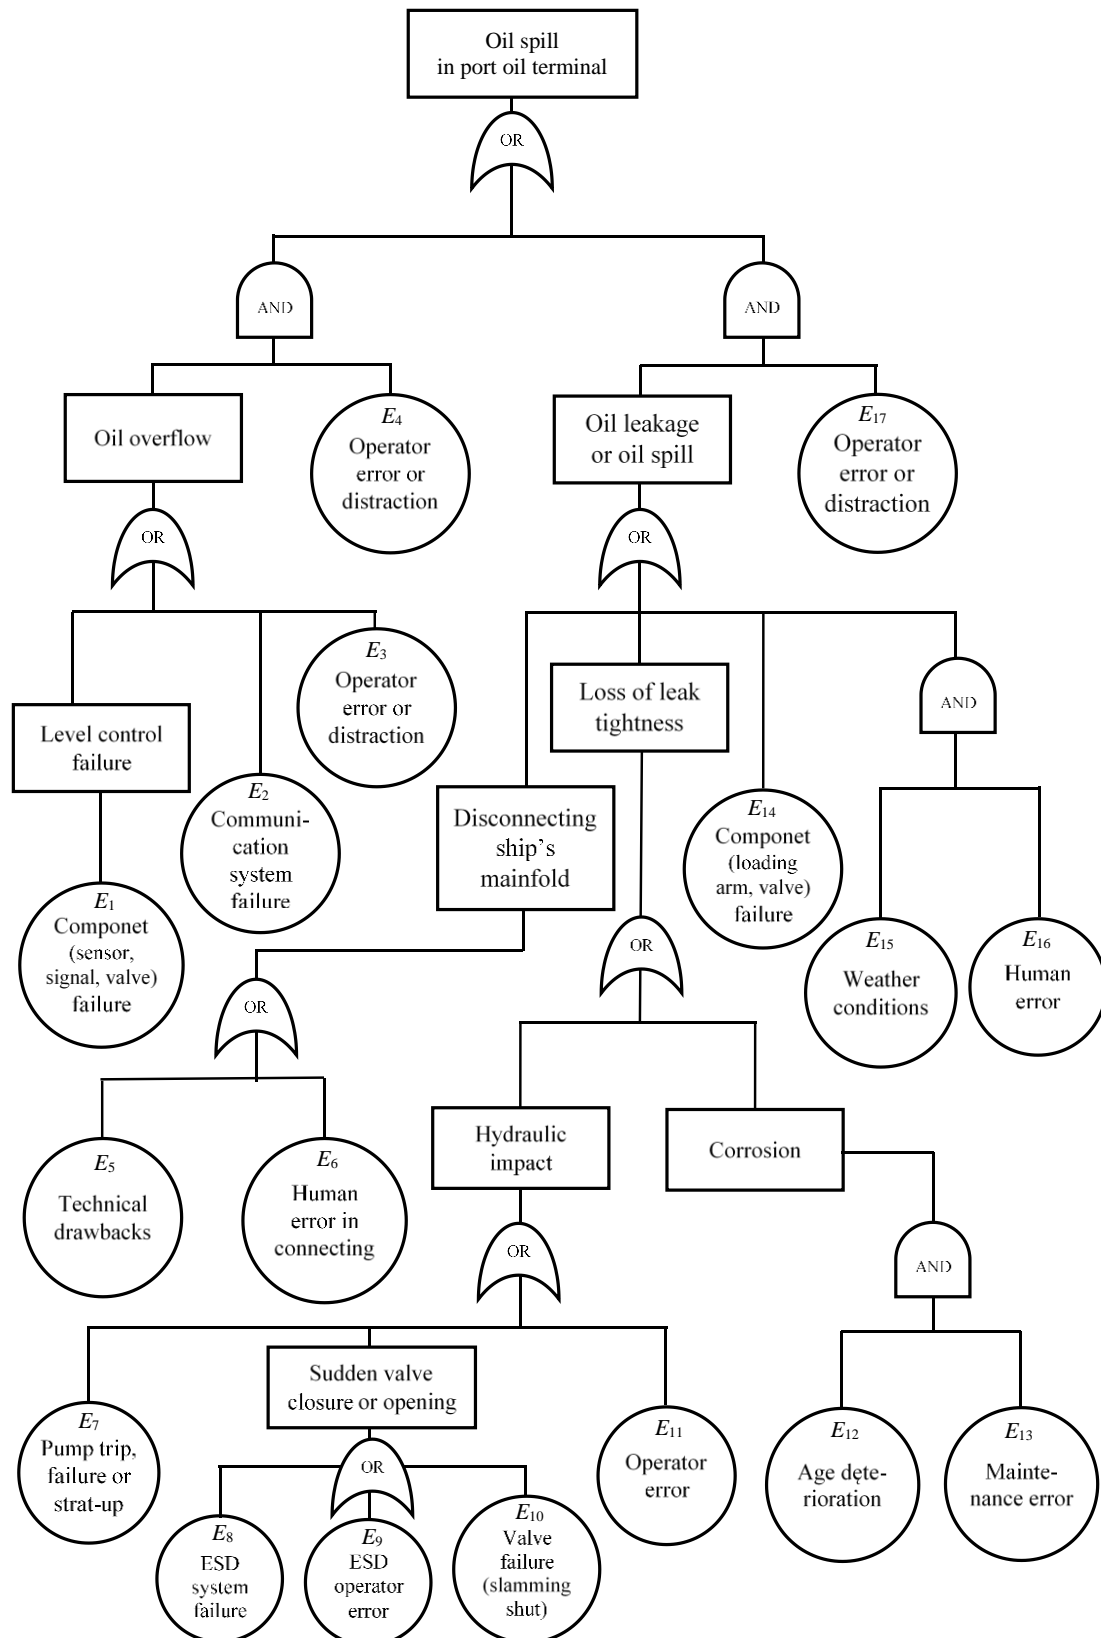 Oil spill
in port oil terminal
OR
AND
AND
Oil overflow
E4
Operator
error or
distraction
Oil leakage
or oil spill
E17
Operator
error or
distraction
OR
OR
E3
Operator
error or
distraction
Loss of leak
tightness
AND
Level control
failure
E2
Communi-
cation
system
failure
Disconnecting
ship's
mainfold
E14
Componet
(loading
arm, valve)
failure
E1
Componet
(sensor,
signal, valve)
failure
OR
E15
Weather
conditions
E16
Human
error
OR
Hydraulic
impact
Corrosion
E5
Technical
drawbacks
E6
Human
error in
connecting
OR
AND
Sudden valve
closure or opening
E7
Pump trip,
failure or
strat-up
E11
Operator
error
E12
Age dęte-
rioration
E13
Mainte-
nance error
OR
E8
ESD
system
failure
E9
ESD
operator
error
E10
Valve
failure
(slamming
shut)